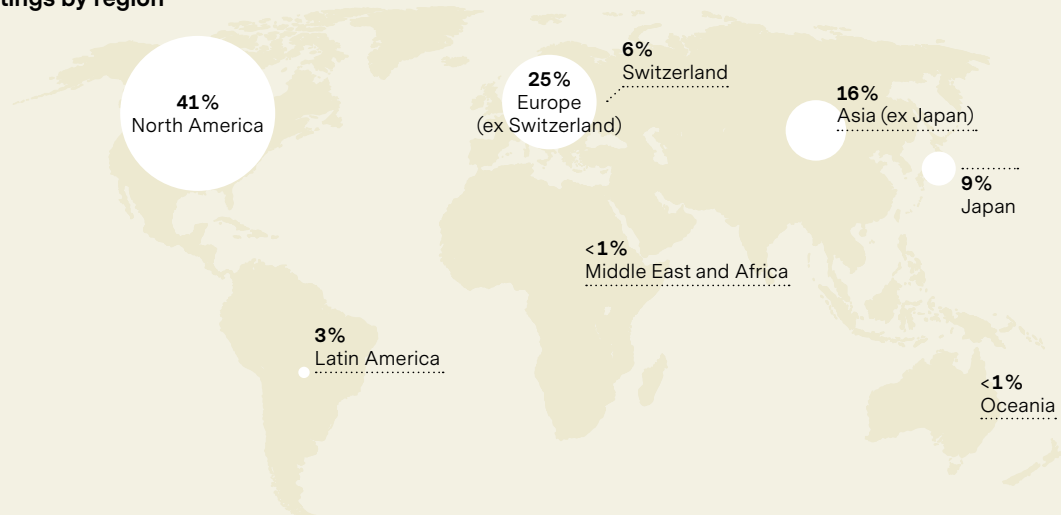 by region
41%
North America
25%
Europe
(ex Switzerland)
6%
Switzerland
16%
Asia (ex Japan)
9%
Japan
<1%
Middle East and Africa
3%
Latin America
<1%
Oceania